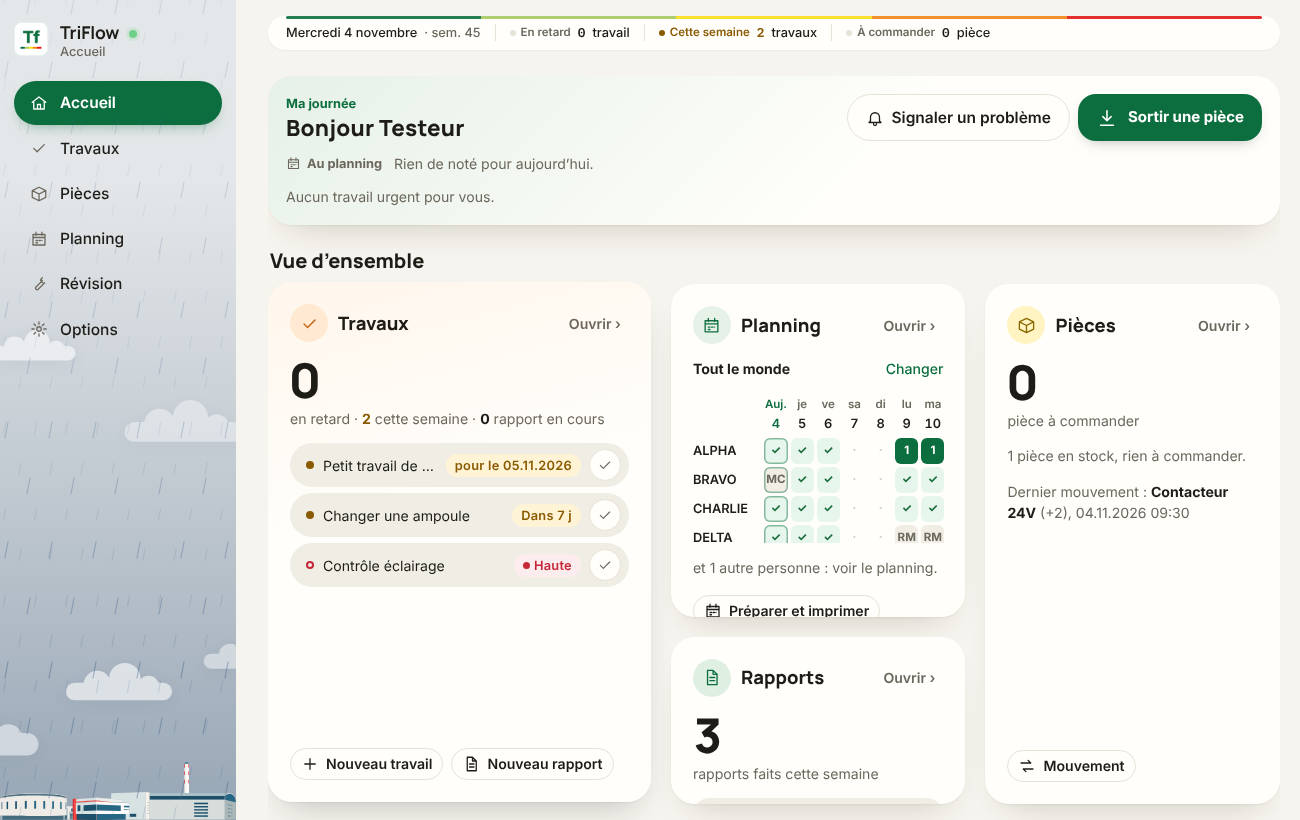 Tf
TriFlow
Accueil
Accueil
Travaux
Pièces
Planning
Révision
Options
Mercredi 4 novembre · sem. 45
En retard 0 travail
Cette semaine 2 travaux
À commander 0 pièce
Ma journée
Bonjour Testeur
Au planning Rien de noté pour aujourd’hui.
Aucun travail urgent pour vous.
Signaler un problème
Sortir une pièce
Vue d’ensemble
Travaux
Ouvrir ›
0
en retard · 2 cette semaine · 0 rapport en cours
Petit travail de ... pour le 05.11.2026
Changer une ampoule Dans 7 j
Contrôle éclairage Haute
Nouveau travail
Nouveau rapport
Planning
Ouvrir ›
Tout le monde Changer
Auj. je ve sa di lu ma
4 5 6 7 8 9 10
ALPHA 1 1
BRAVO MC
CHARLIE
DELTA RM RM
et 1 autre personne : voir le planning.
Préparer et imprimer
Rapports
Ouvrir ›
3
rapports faits cette semaine
Pièces
Ouvrir ›
0
pièce à commander
1 pièce en stock, rien à commander.
Dernier mouvement : Contacteur
24V (+2), 04.11.2026 09:30
Mouvement